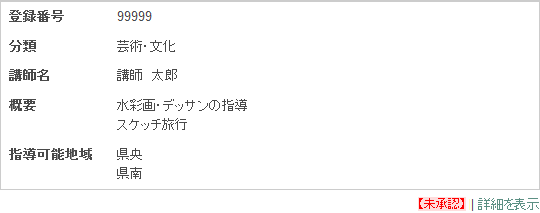 登録番号 99999
分類 芸術・文化
講師名 講師 太郎
概要 水彩画・デッサンの指導
スケッチ旅行
指導可能地域 県央
県南
【未承認】 | 詳細を表示